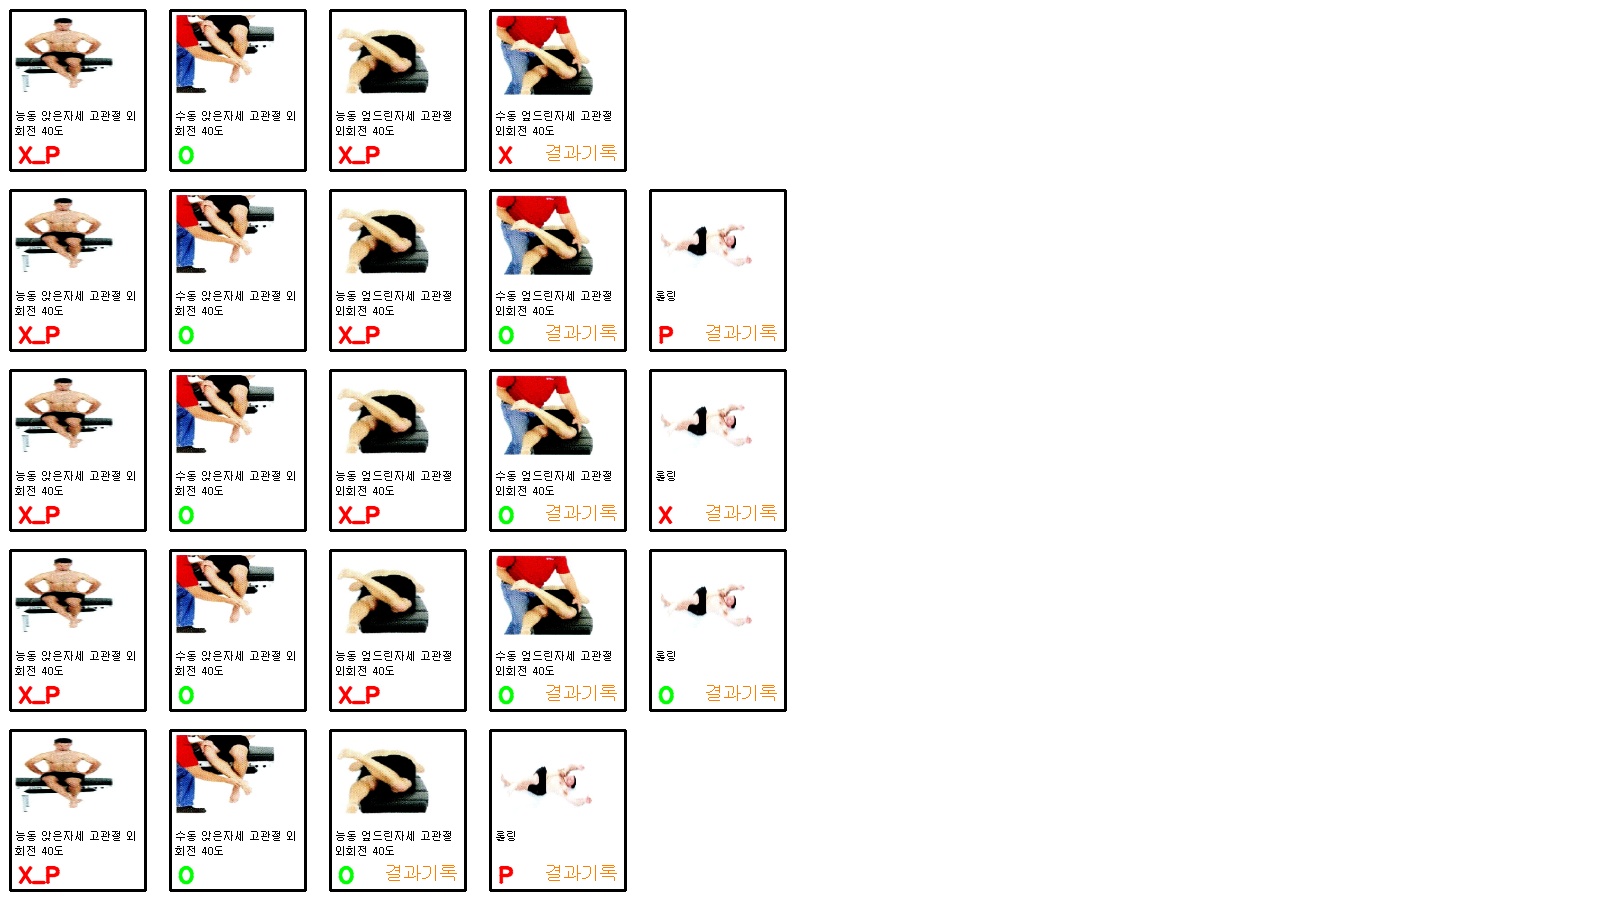 능동 앉은자세 고관절 외
회전 40도
X_P
수동 앉은자세 고관절 외
회전 40도
O
능동 엎드린자세 고관절
외회전 40도
X_P
수동 엎드린자세 고관절
외회전 40도
X 결과기록
능동 앉은자세 고관절 외
회전 40도
X_P
수동 앉은자세 고관절 외
회전 40도
O
능동 엎드린자세 고관절
외회전 40도
X_P
수동 엎드린자세 고관절
외회전 40도
O 결과기록
롤링
P 결과기록
능동 앉은자세 고관절 외
회전 40도
X_P
수동 앉은자세 고관절 외
회전 40도
O
능동 엎드린자세 고관절
외회전 40도
X_P
수동 엎드린자세 고관절
외회전 40도
O 결과기록
롤링
X 결과기록
능동 앉은자세 고관절 외
회전 40도
X_P
수동 앉은자세 고관절 외
회전 40도
O
능동 엎드린자세 고관절
외회전 40도
X_P
수동 엎드린자세 고관절
외회전 40도
O 결과기록
롤링
O 결과기록
능동 앉은자세 고관절 외
회전 40도
X_P
수동 앉은자세 고관절 외
회전 40도
O
능동 엎드린자세 고관절
외회전 40도
O 결과기록
롤링
P 결과기록